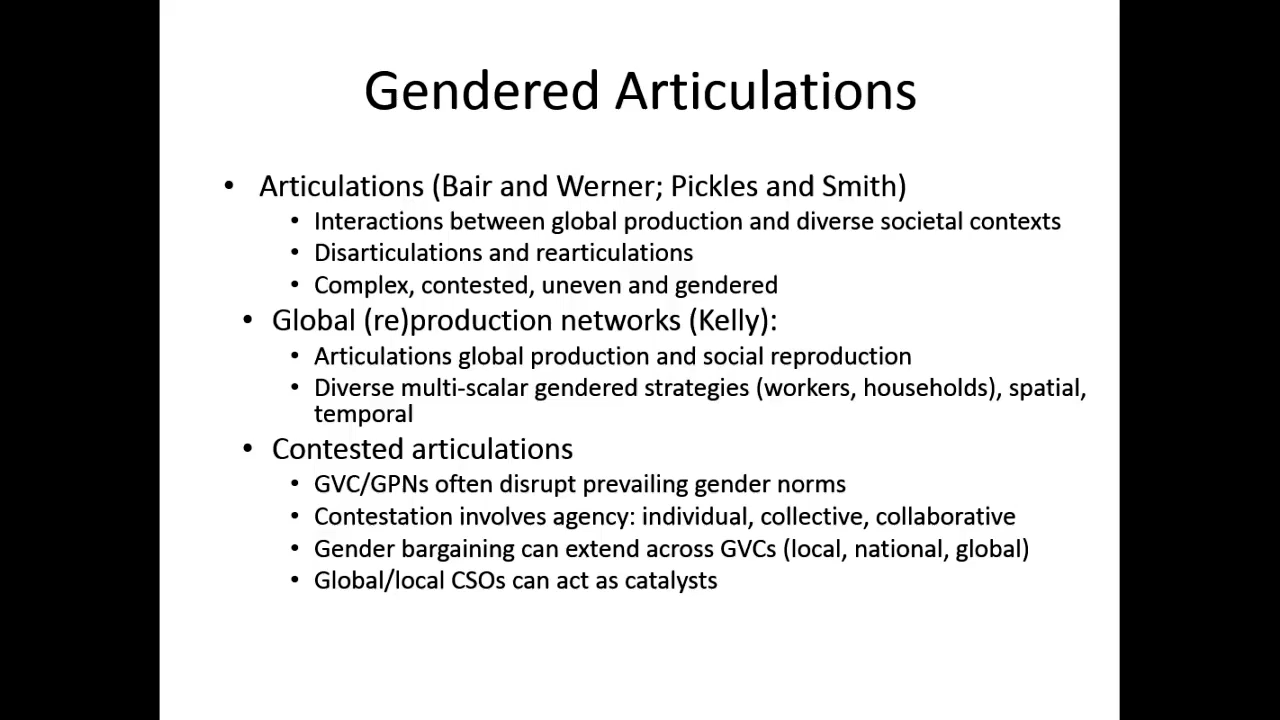 Gendered Articulations
• Articulations (Bair and Werner; Pickles and Smith)
• Interactions between global production and diverse societal contexts
• Disarticulations and rearticulations
• Complex, contested, uneven and gendered
• Global (re)production networks (Kelly):
• Articulations global production and social reproduction
• Diverse multi-scalar gendered strategies (workers, households), spatial,
temporal
• Contested articulations
• GVC/GPNs often disrupt prevailing gender norms
• Contestation involves agency: individual, collective, collaborative
• Gender bargaining can extend across GVCs (local, national, global)
• Global/local CSOs can act as catalysts